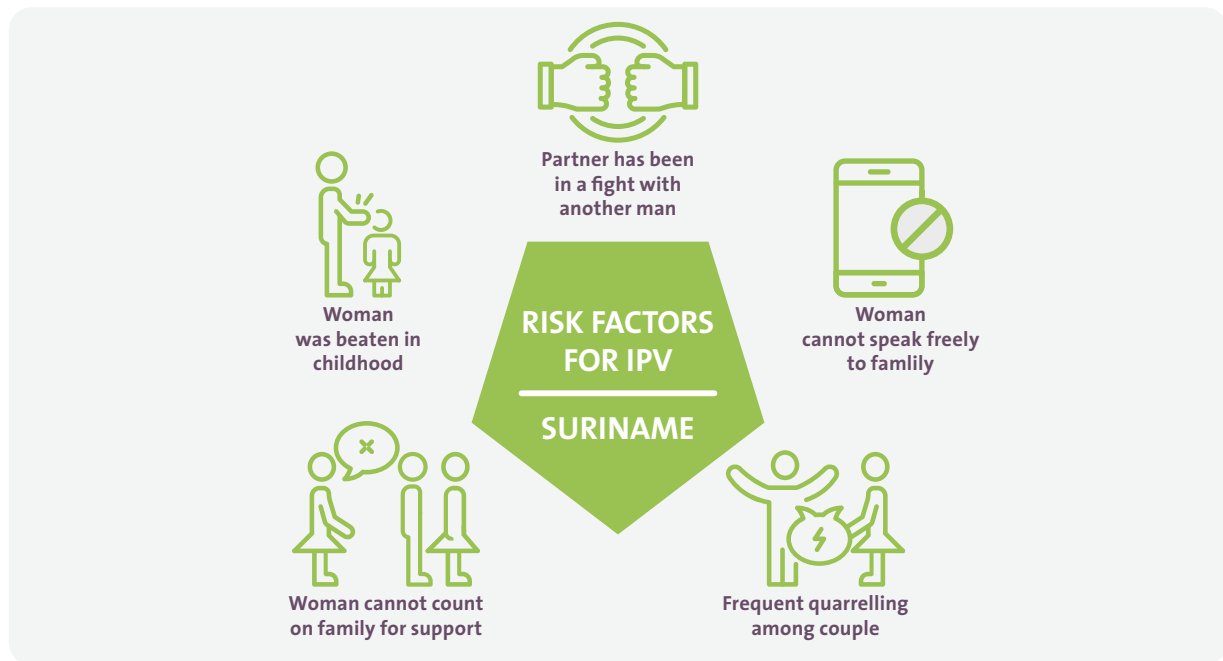 Partner has been
in a fight with
another man
Woman
was beaten in
childhood
Woman
cannot speak freely
to famlily
RISK FACTORS
FOR IPV
SURINAME
Woman cannot count
on family for support
Frequent quarrelling
among couple